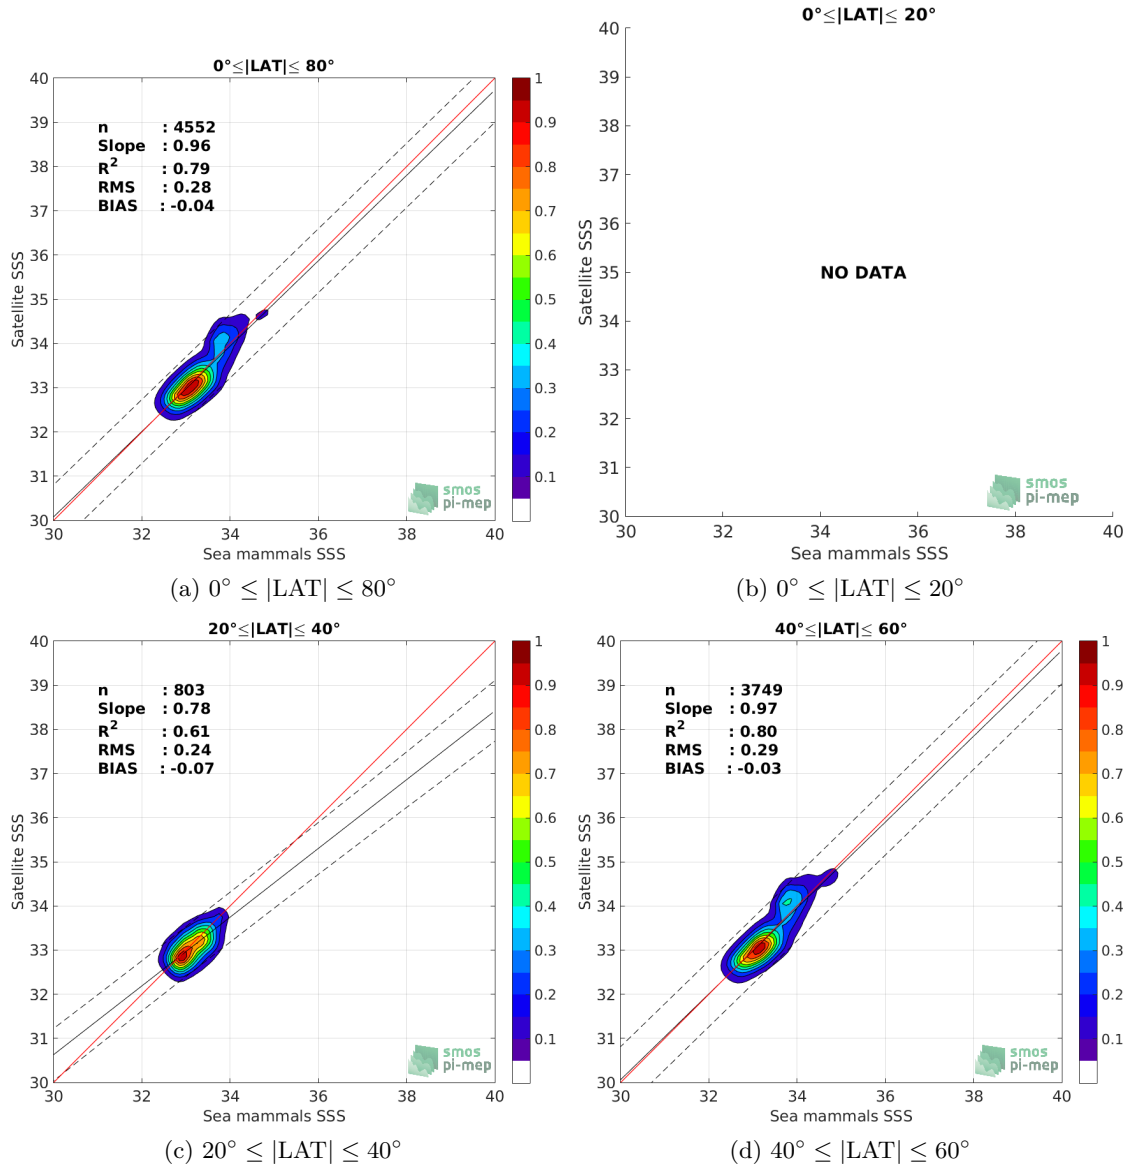 0°≤|LAT|≤ 80°
n : 4552
Slope : 0.96
R² : 0.79
RMS : 0.28
BIAS : -0.04
40
39
38
37
36
35
34
33
32
31
30
30 32 34 36 38 40
Satellite SSS
Sea mammals SSS
1
0.9
0.8
0.7
0.6
0.5
0.4
0.3
0.2
0.1
smos
pi-mep
(a) 0° ≤ |LAT| ≤ 80°
0°≤|LAT|≤ 20°
40
39
38
37
36
35
34
33
32
31
30
30 32 34 36 38 40
Satellite SSS
NO DATA
Sea mammals SSS
smos
pi-mep
(b) 0° ≤ |LAT| ≤ 20°
20°≤|LAT|≤ 40°
n : 803
Slope : 0.78
R² : 0.61
RMS : 0.24
BIAS : -0.07
40
39
38
37
36
35
34
33
32
31
30
30 32 34 36 38 40
Satellite SSS
Sea mammals SSS
1
0.9
0.8
0.7
0.6
0.5
0.4
0.3
0.2
0.1
smos
pi-mep
(c) 20° ≤ |LAT| ≤ 40°
40°≤|LAT|≤ 60°
n : 3749
Slope : 0.97
R² : 0.80
RMS : 0.29
BIAS : -0.03
40
39
38
37
36
35
34
33
32
31
30
30 32 34 36 38 40
Satellite SSS
Sea mammals SSS
1
0.9
0.8
0.7
0.6
0.5
0.4
0.3
0.2
0.1
smos
pi-mep
(d) 40° ≤ |LAT| ≤ 60°